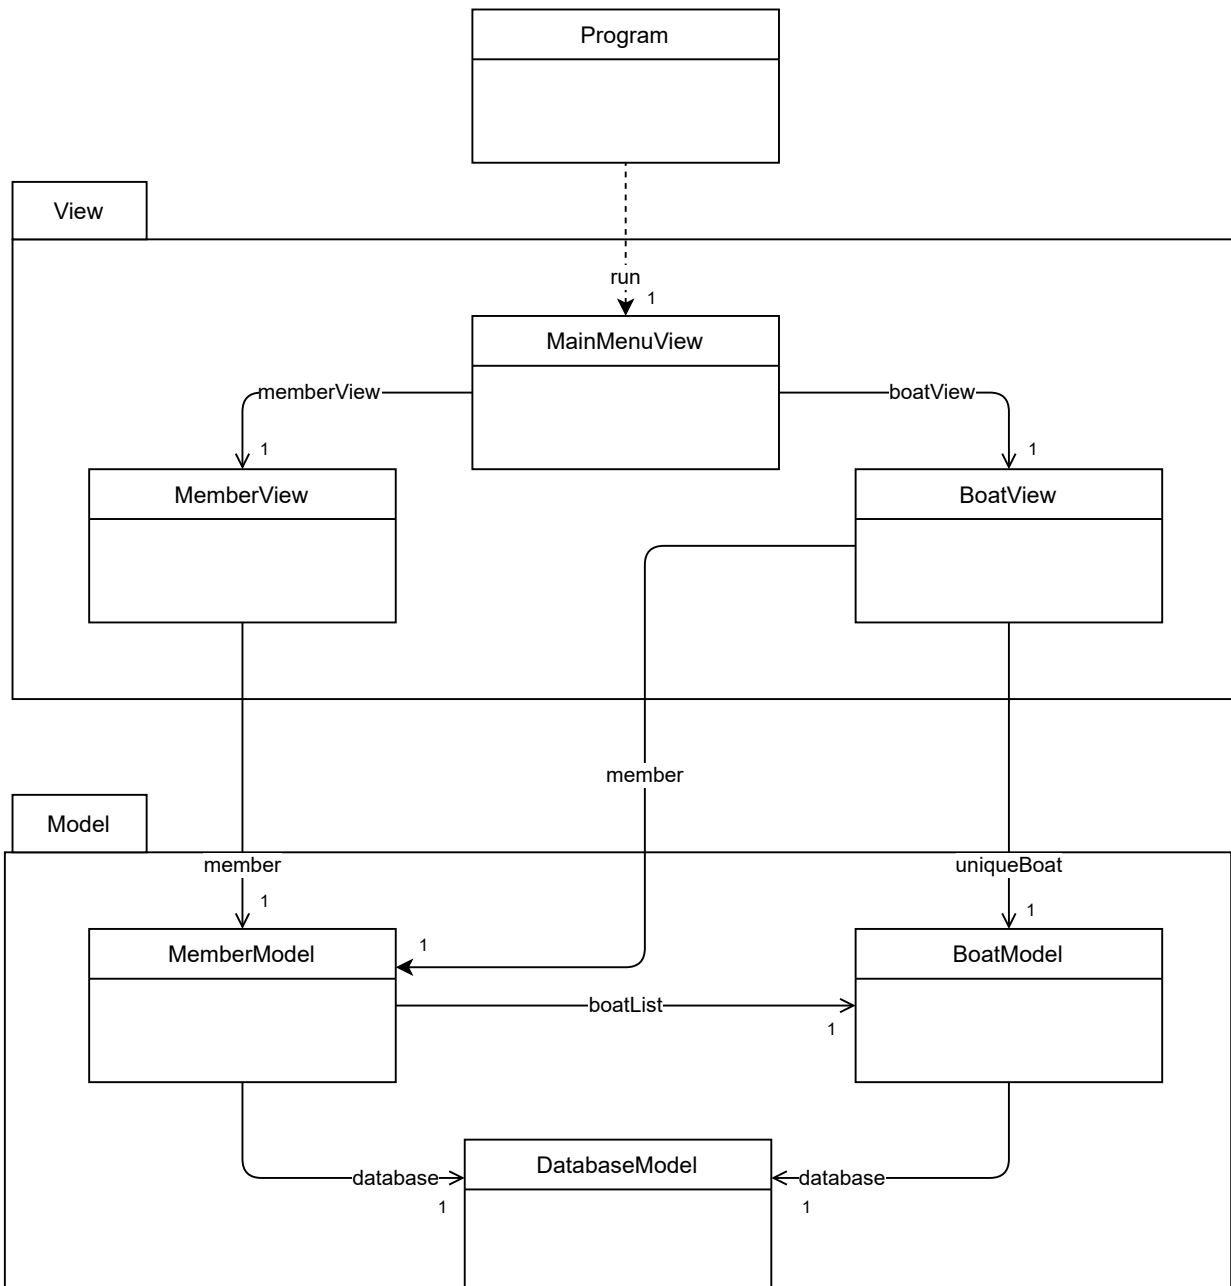 Program
View
run
1
MainMenuView
memberView
boatView
1
1
MemberView
BoatView
member
Model
member
uniqueBoat
1
1
MemberModel
1
BoatModel
boatList
1
DatabaseModel
database
database
1
1